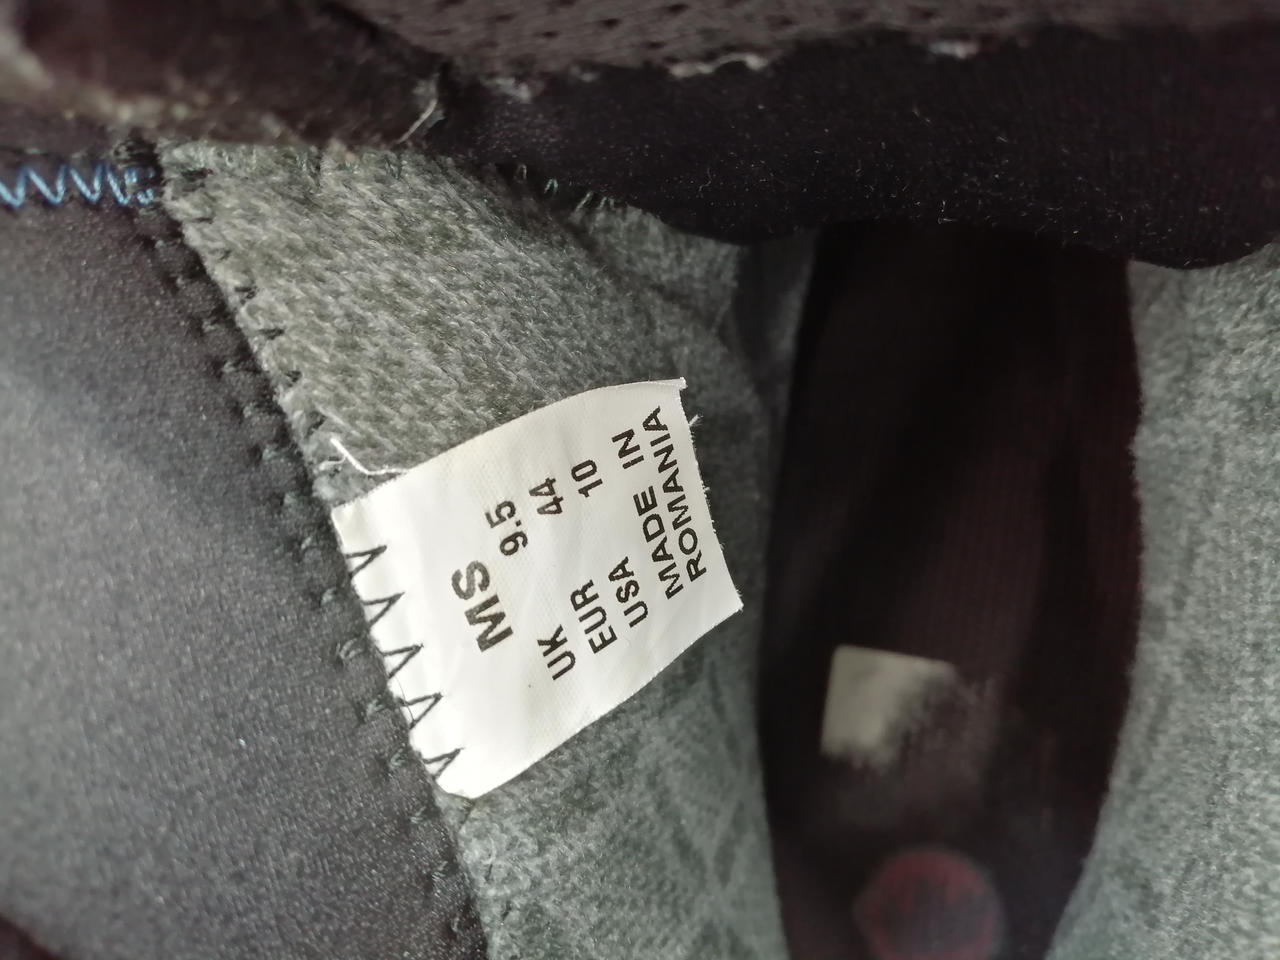 MS
UK 9.5
EUR 44
USA 10
MADE IN
ROMANIA